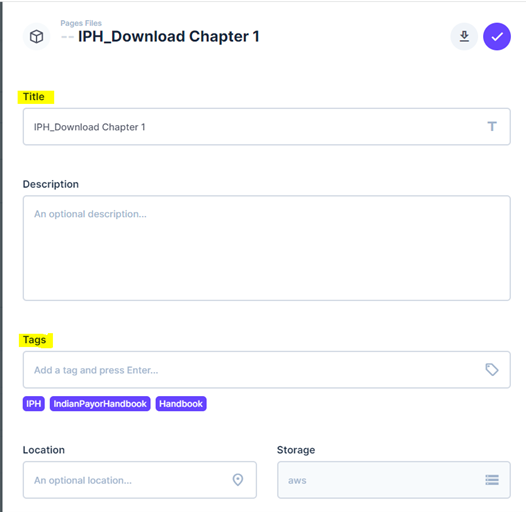 Pages Files
-- IPH_Download Chapter 1
Title
IPH_Download Chapter 1
Description
An optional description...
Tags
Add a tag and press Enter...
IPH IndianPayorHandbook Handbook
Location Storage
An optional location... aws